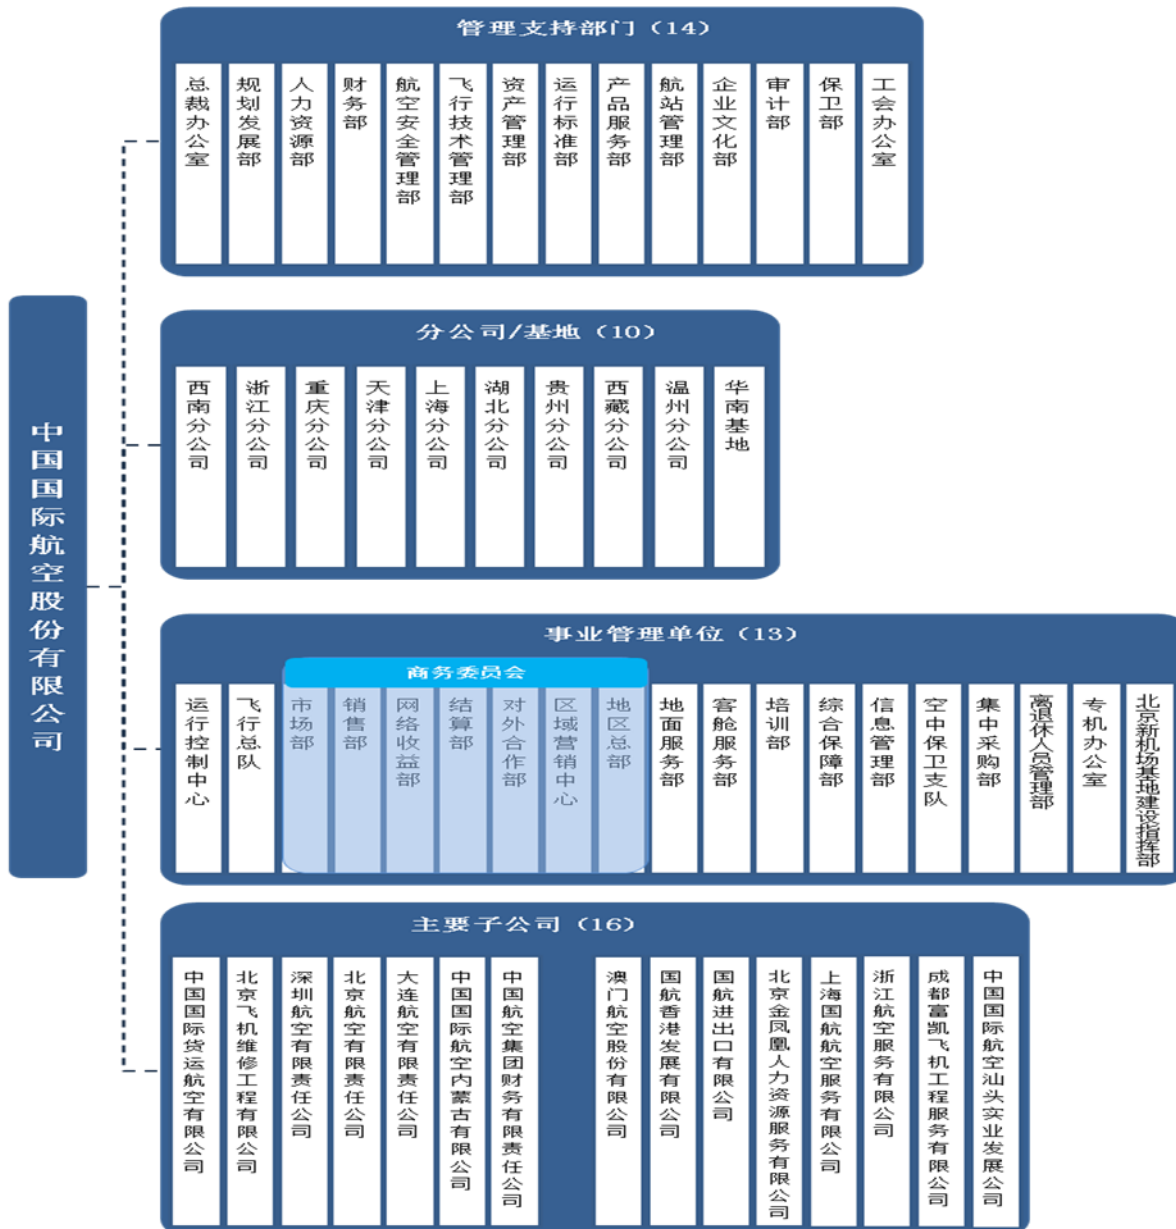 中国国际航空股份有限公司
管理支持部门（14）
总裁办公室
规划发展部
人力资源部
财务部
航空安全管理部
飞行技术管理部
资产管理部
运行标准部
产品服务部
航站管理部
企业文化部
审计部
保卫部
工会办公室
分公司/基地（10）
西南分公司
浙江分公司
重庆分公司
天津分公司
上海分公司
湖北分公司
贵州分公司
西藏分公司
温州分公司
华南基地
事业管理单位（13）
商务委员会
运行控制中心
飞行总队
市场部
销售部
网络收益部
结算部
对外合作部
区域营销中心
地区总部
地面服务部
客舱服务部
培训部
综合保障部
信息管理部
空中保卫支队
集中采购部
离退休人员管理部
专机办公室
北京新机场基地建设指挥部
主要子公司（16）
中国国际货运航空有限公司
北京飞机维修工程有限公司
深圳航空有限责任公司
北京航空有限责任公司
大连航空有限责任公司
中国国际航空内蒙古有限公司
中国航空集团财务有限责任公司
澳门航空股份有限公司
国航香港发展有限公司
国航进出口有限公司
北京金凤凰人力资源服务有限公司
上海国航航空服务有限公司
浙江航空服务有限公司
成都富凯飞机工程服务有限公司
中国国际航空汕头实业发展公司